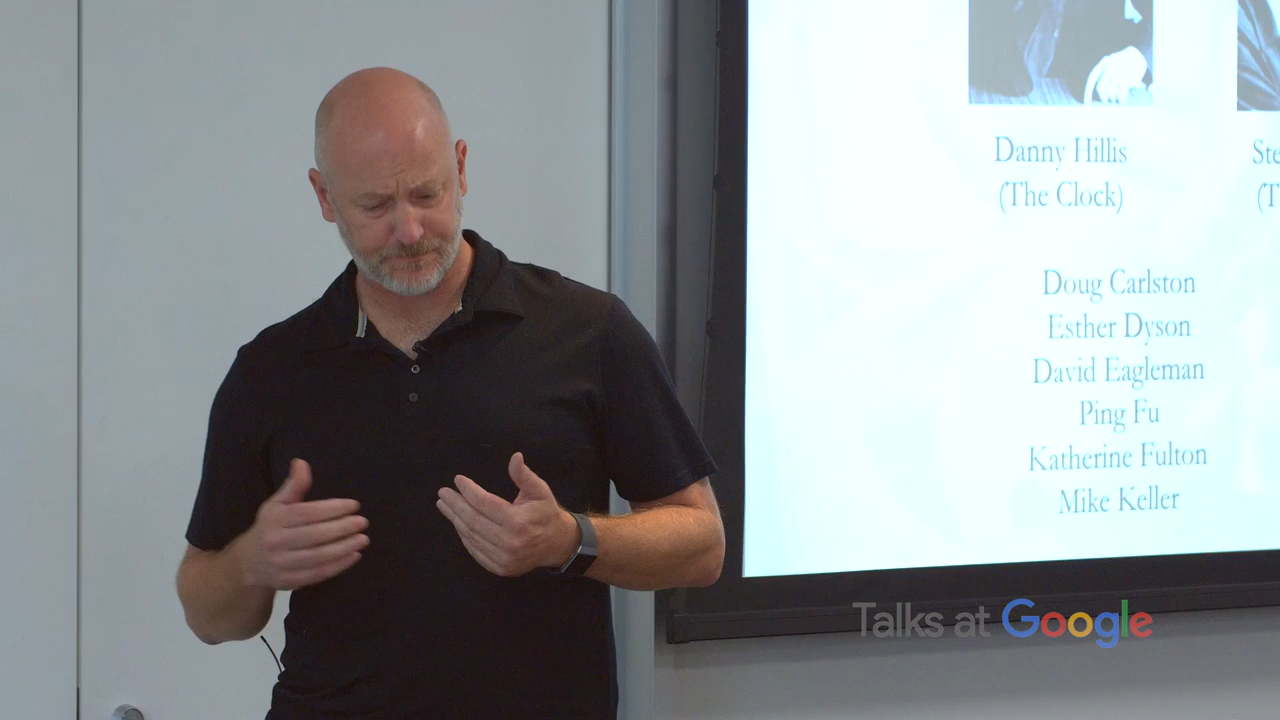 Danny Hillis
(The Clock)
Ste
(T
Doug Carlston
Esther Dyson
David Eagleman
Ping Fu
Katherine Fulton
Mike Keller
Talks at Google